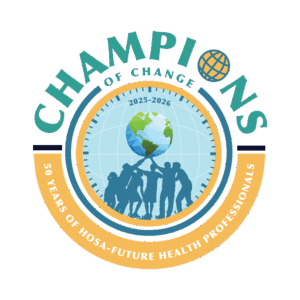 CHAMPIONS
OF CHANGE
2025-2026
50 YEARS OF HOSA-FUTURE HEALTH PROFESSIONALS